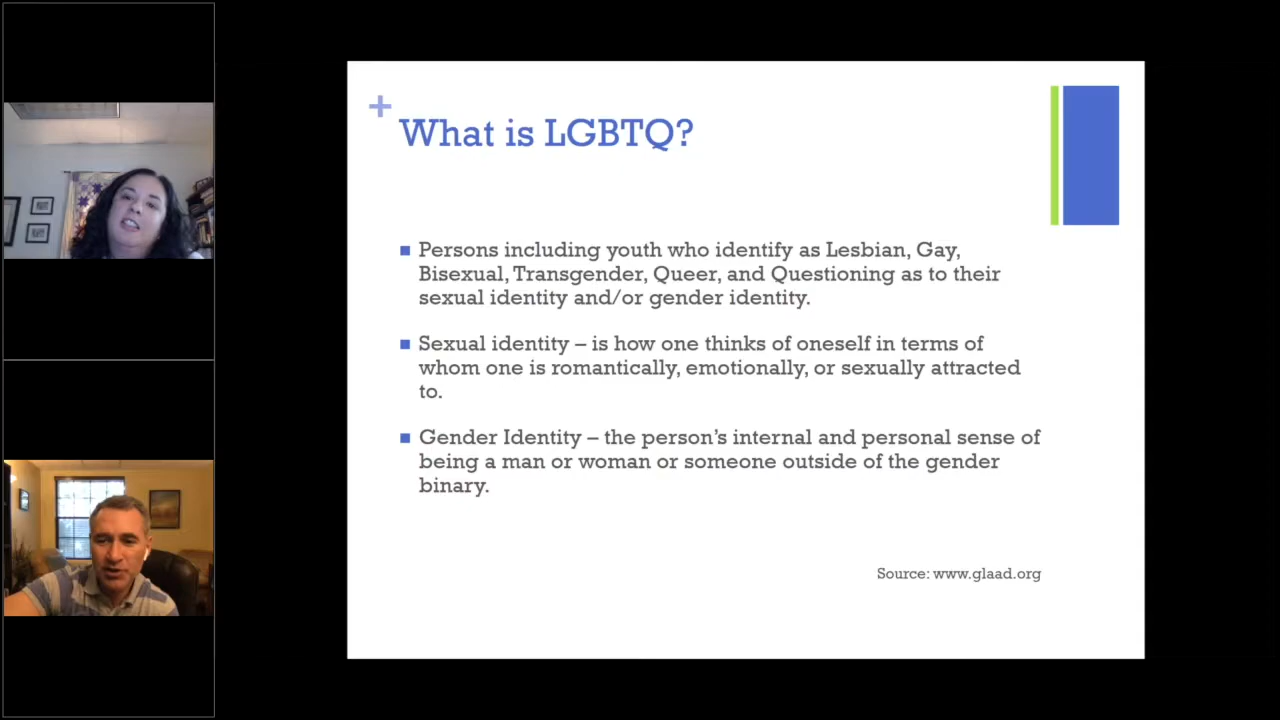 +
What is LGBTQ?
Persons including youth who identify as Lesbian, Gay,
Bisexual, Transgender, Queer, and Questioning as to their
sexual identity and/or gender identity.
Sexual identity – is how one thinks of oneself in terms of
whom one is romantically, emotionally, or sexually attracted
to.
Gender Identity – the person’s internal and personal sense of
being a man or woman or someone outside of the gender
binary.
Source: www.glaad.org